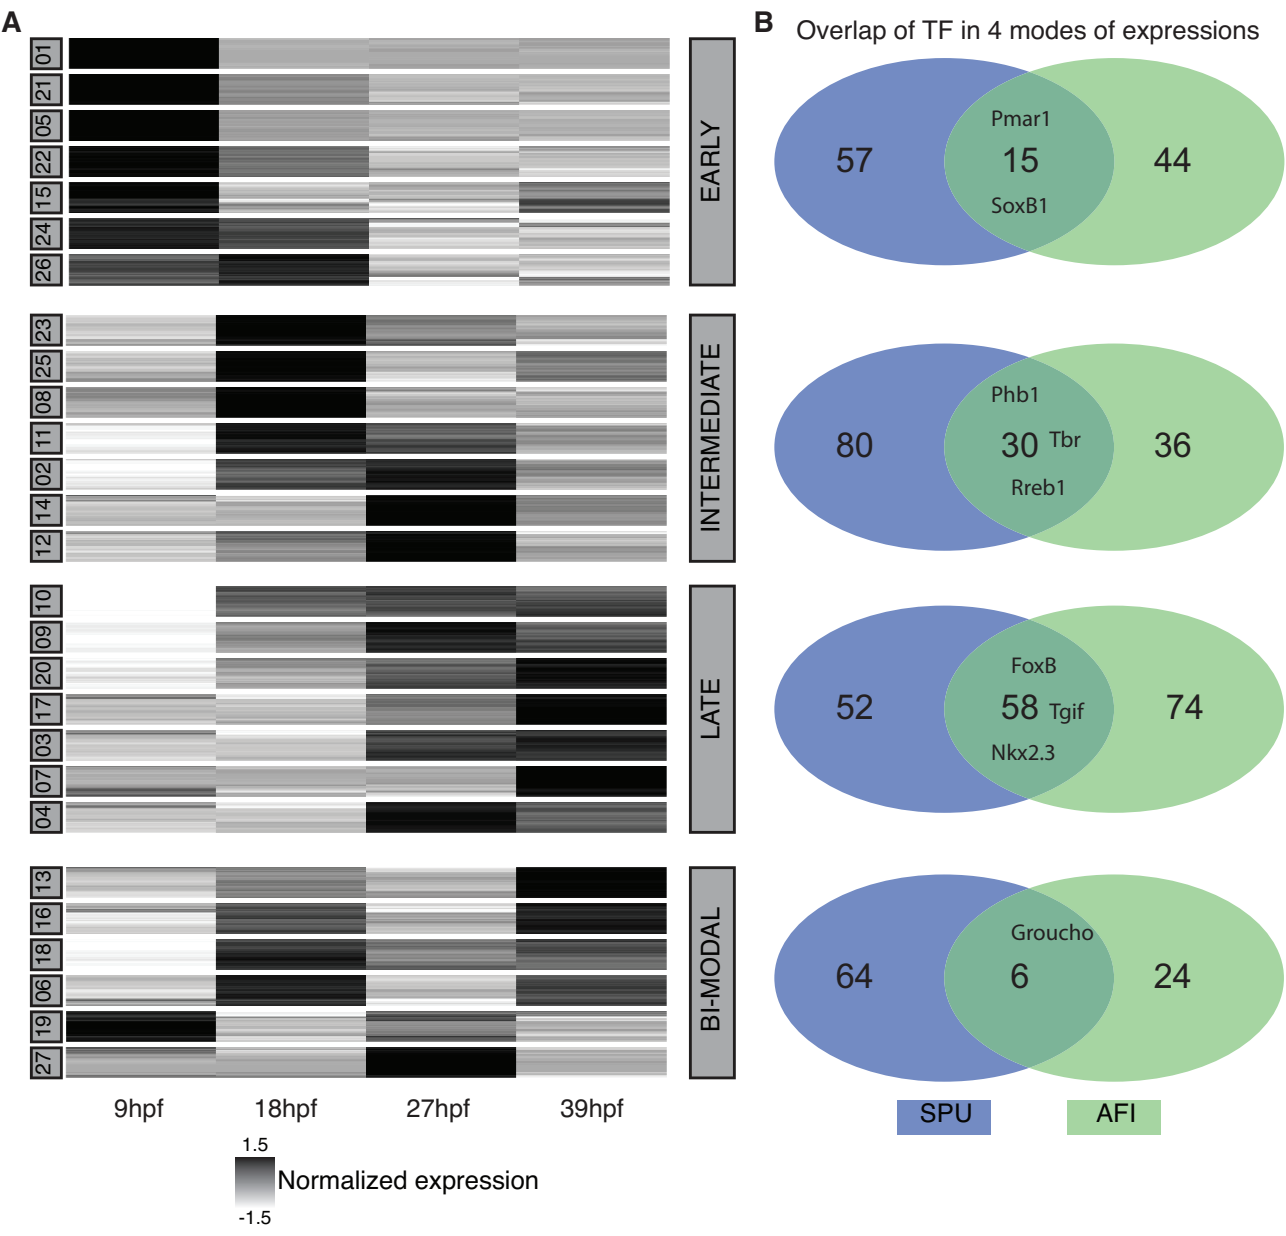 A
01
21
05
22
15
24
26
EARLY
23
25
08
11
02
14
12
INTERMEDIATE
10
09
20
17
03
07
04
LATE
13
16
18
06
19
27
BI-MODAL
9hpf 18hpf 27hpf 39hpf
1.5
Normalized expression
-1.5
B Overlap of TF in 4 modes of expressions
Pmar1
57 15 44
SoxB1
Phb1
80 30 Tbr 36
Rreb1
FoxB
52 58 Tgif 74
Nkx2.3
Groucho
64 6 24
SPU AFI